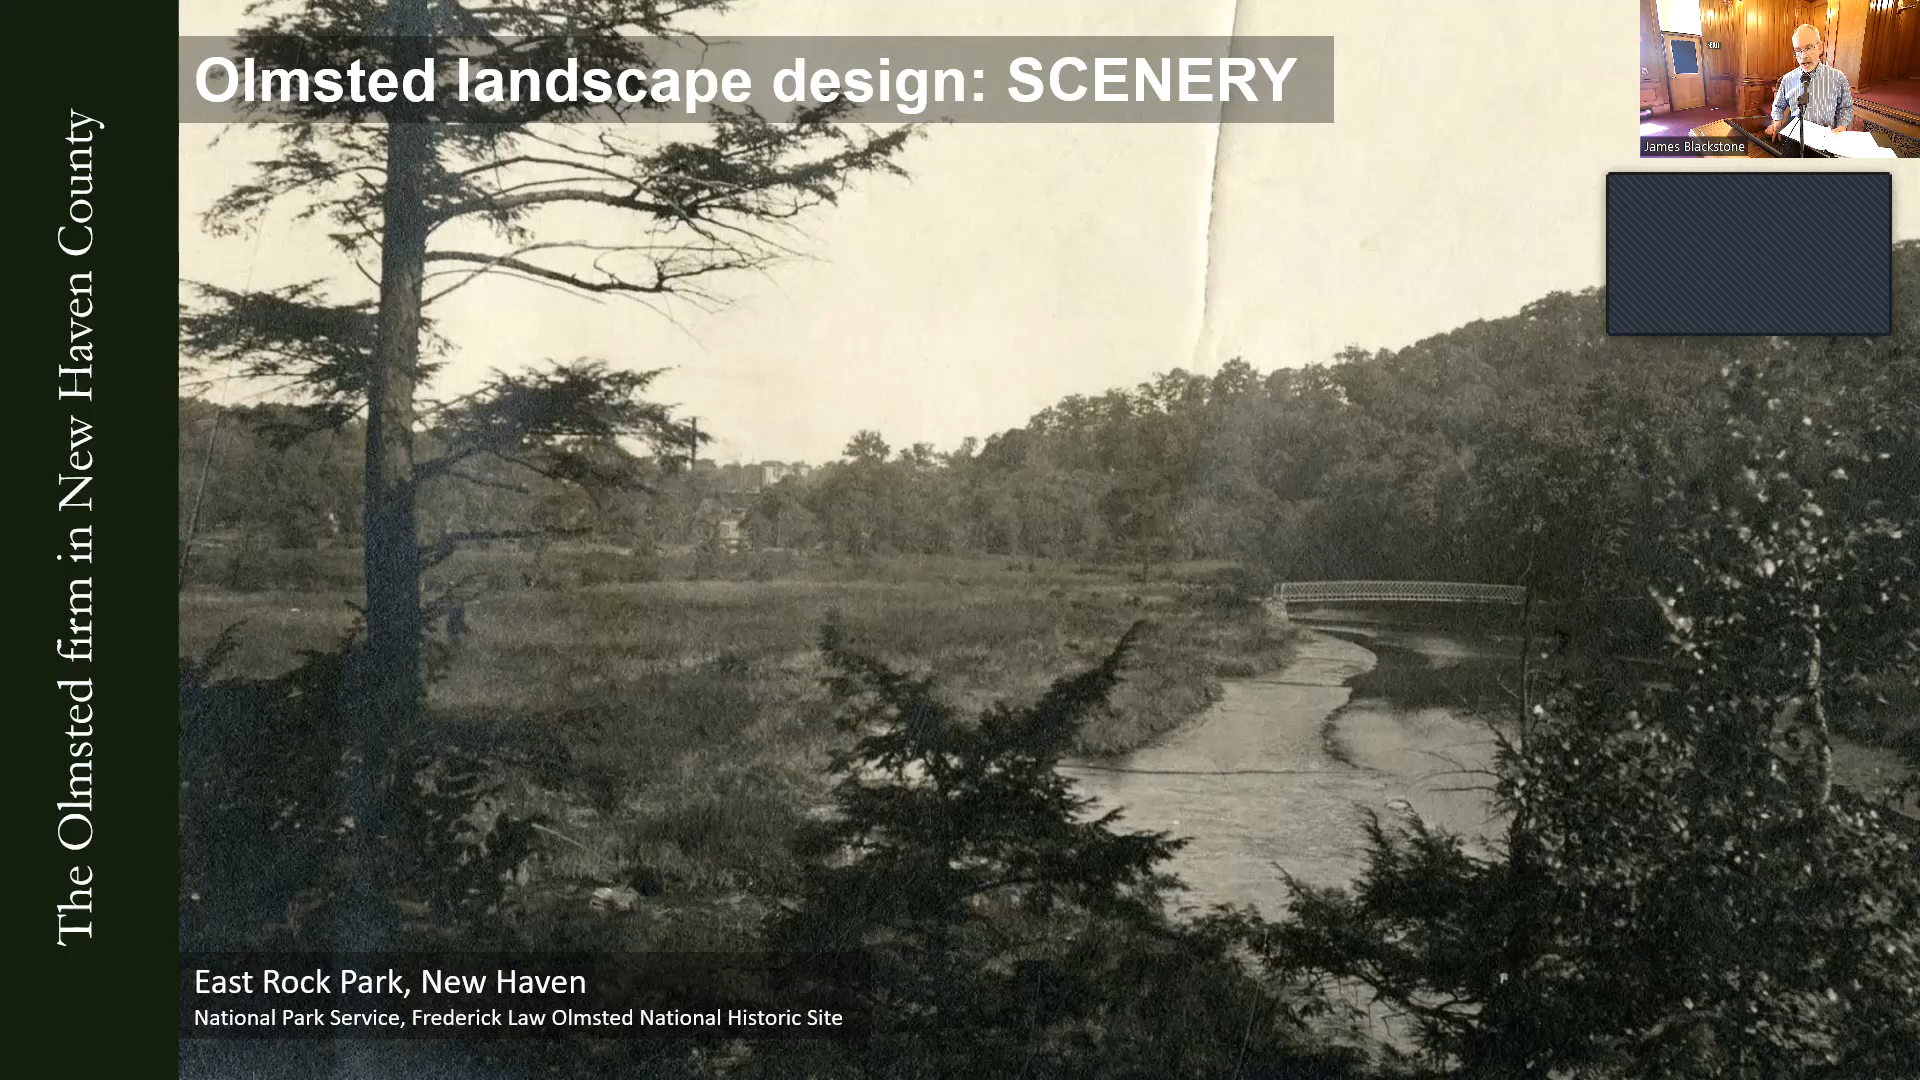 Olmsted landscape design: SCENERY
James Blackstone
The Olmsted firm in New Haven County
East Rock Park, New Haven
National Park Service, Frederick Law Olmsted National Historic Site